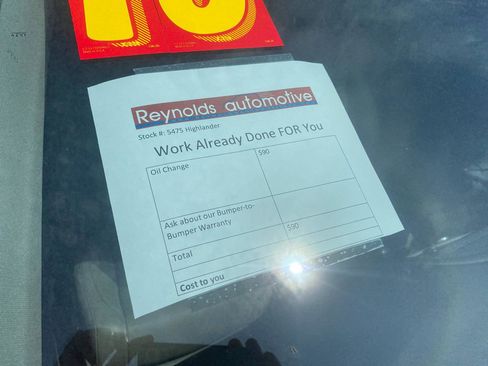 Reynolds automotive
Stock #: 5475 Highlander
Work Already Done FOR You
Oil Change $90
Ask about our Bumper-to-
Bumper Warranty
Total $90
Cost to you